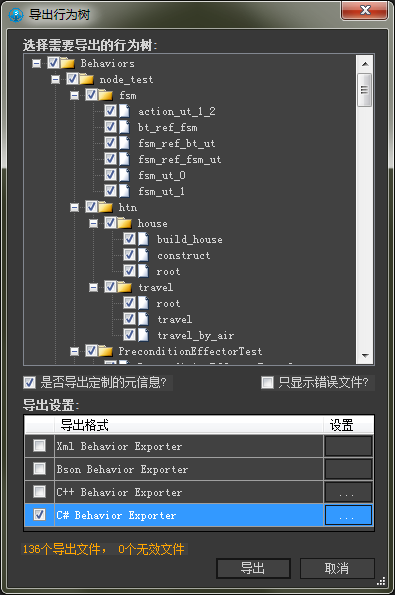 导出行为树
选择需要导出的行为树:
Behaviors
node_test
fsm
action_ut_1_2
bt_ref_fsm
fsm_ref_bt_ut
fsm_ref_fsm_ut
fsm_ut_0
fsm_ut_1
htn
house
build_house
construct
root
travel
root
travel
travel_by_air
PreconditionEffectorTest
是否导出定制的元信息?
只显示错误文件?
导出设置:
导出格式 设置
Xml Behavior Exporter
Bson Behavior Exporter
C++ Behavior Exporter ...
C# Behavior Exporter ...
136个导出文件， 0个无效文件
导出 取消